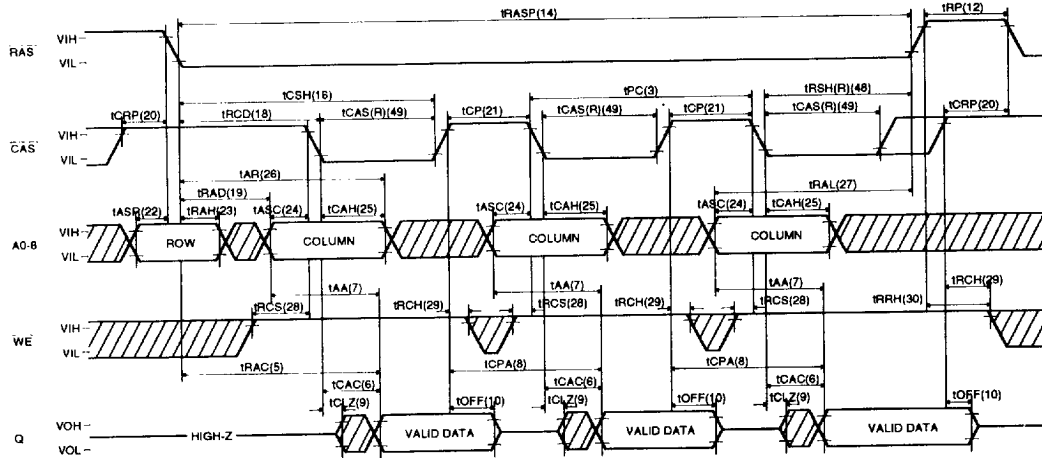 tRASP(14)
tRP(12)
RAS
VIH
VIL
tCSH(16)
tPC(3)
tRSH(R)(48)
tCRP(20)
tRCD(18)
tCAS(R)(49)
tCP(21)
tCAS(R)(49)
tCP(21)
tCAS(R)(49)
tCRP(20)
CAS
VIH
VIL
tAR(26)
tRAD(19)
tRAL(27)
tASR(22)
tRAH(23)
tASC(24)
tCAH(25)
tASC(24)
tCAH(25)
tASC(24)
tCAH(25)
A0-8
VIH
VIL
ROW
COLUMN
COLUMN
COLUMN
tAA(7)
tAA(7)
tAA(7)
tRCS(28)
tRCH(29)
tRCS(28)
tRCH(29)
tRCS(28)
tRCH(29)
tRRH(30)
WE
VIH
VIL
tRAC(5)
tCPA(8)
tCPA(8)
tCAC(6)
tCAC(6)
tCAC(6)
tCLZ(9)
tOFF(10)
tCLZ(9)
tOFF(10)
tCLZ(9)
tOFF(10)
Q
VOH
VOL
HIGH-Z
VALID DATA
VALID DATA
VALID DATA